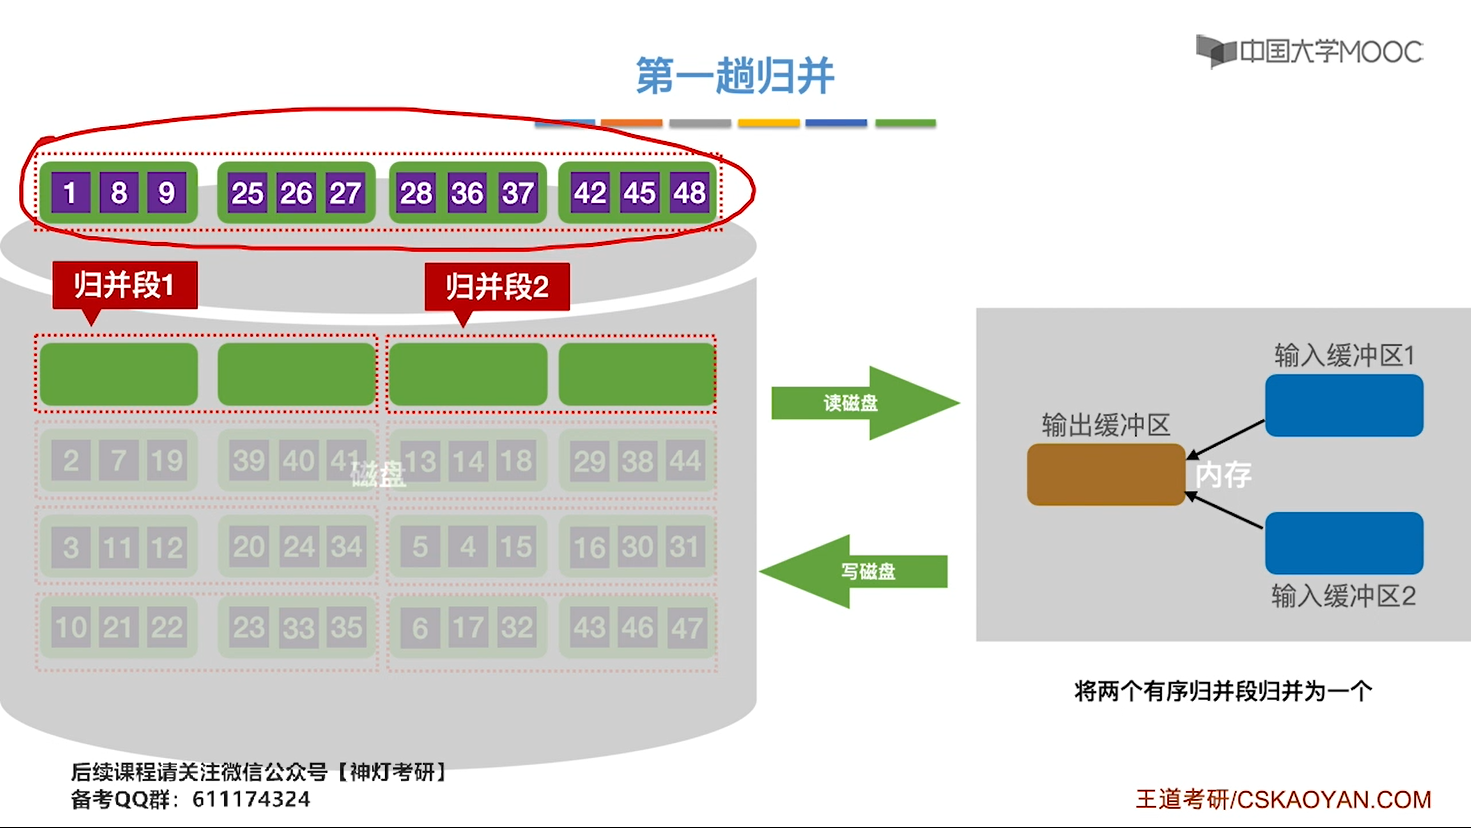 中国大学MOOC
第一趟归并
1 8 9 25 26 27 28 36 37 42 45 48
归并段1 归并段2
2 7 19 39 40 41 13 14 18 29 38 44
磁盘
3 11 12 20 24 34 5 4 15 16 30 31
10 21 22 23 33 35 6 17 32 43 46 47
读磁盘
写磁盘
输入缓冲区1
输出缓冲区
内存
输入缓冲区2
将两个有序归并段归并为一个
后续课程请关注微信公众号【神灯考研】
备考QQ群：611174324
王道考研/CSKAOYAN.COM